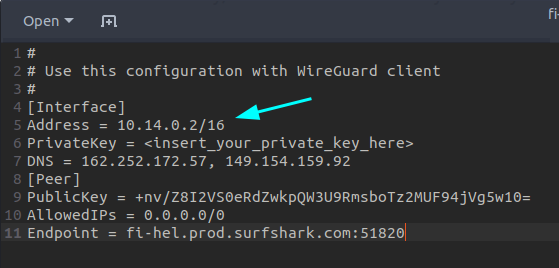 Open
fi
1 #
2 # Use this configuration with WireGuard client
3 #
4 [Interface]
5 Address = 10.14.0.2/16
6 PrivateKey = <insert_your_private_key_here>
7 DNS = 162.252.172.57, 149.154.159.92
8 [Peer]
9 PublicKey = +nv/Z8I2VS0eRdZwkpQW3U9RmsboTz2MUF94jVg5w10=
10 AllowedIPs = 0.0.0.0/0
11 Endpoint = fi-hel.prod.surfshark.com:51820